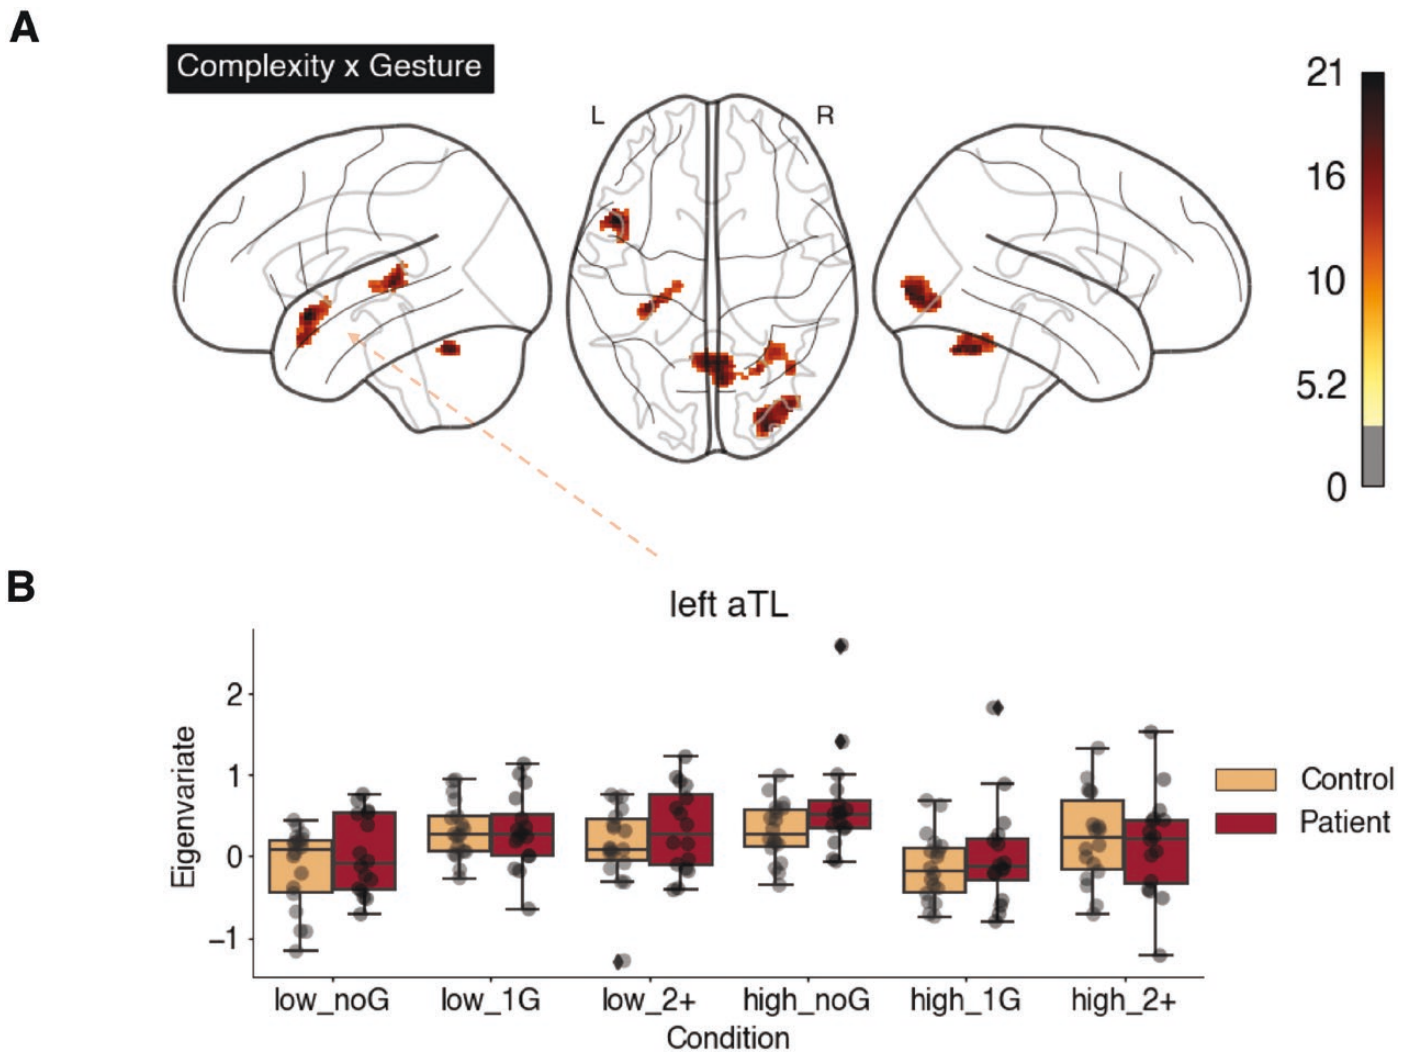 A
Complexity x Gesture
L
R
21
16
10
5.2
0
B
left aTL
Eigenvariate
2
1
0
−1
low_noG
low_1G
low_2+
high_noG
high_1G
high_2+
Condition
Control
Patient